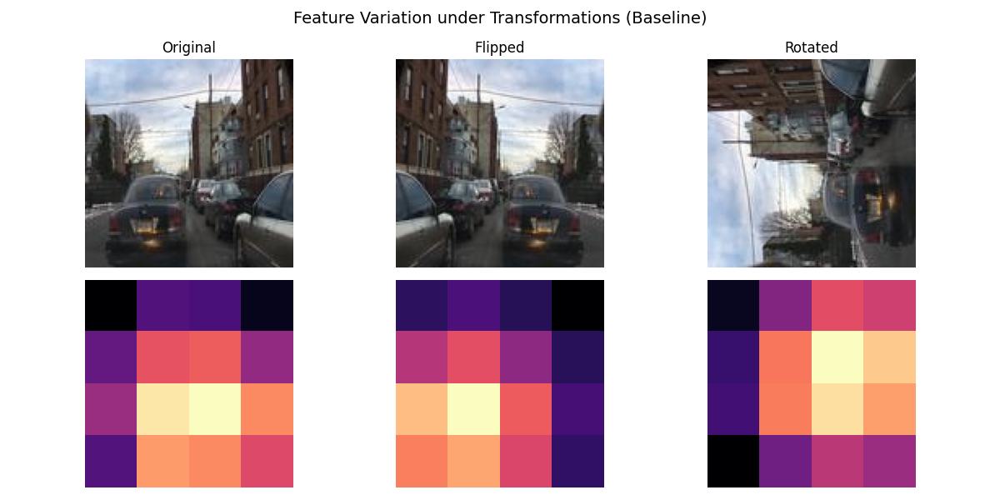 Feature Variation under Transformations (Baseline)
Original
Flipped
Rotated